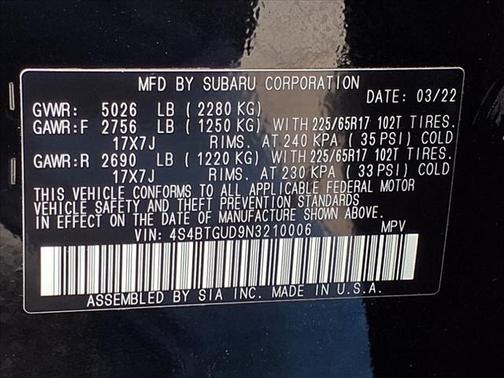 MFD BY SUBARU CORPORATION
DATE: 03/22
GVWR: 5026 LB (2280 KG)
GAWR:F 2756 LB (1250 KG) WITH 225/65R17 102T TIRES.
17X7J RIMS. AT 240 KPA ( 35 PSI) COLD
GAWR:R 2690 LB (1220 KG) WITH 225/65R17 102T TIRES.
17X7J RIMS. AT 230 KPA ( 33 PSI) COLD
THIS VEHICLE CONFORMS TO ALL APPLICABLE FEDERAL MOTOR
VEHICLE SAFETY AND THEFT PREVENTION STANDARDS
IN EFFECT ON THE DATE OF MANUFACTURE SHOWN ABOVE.
VIN: 4S4BTGUD9N3210006 MPV
ASSEMBLED BY SIA INC. MADE IN U.S.A.